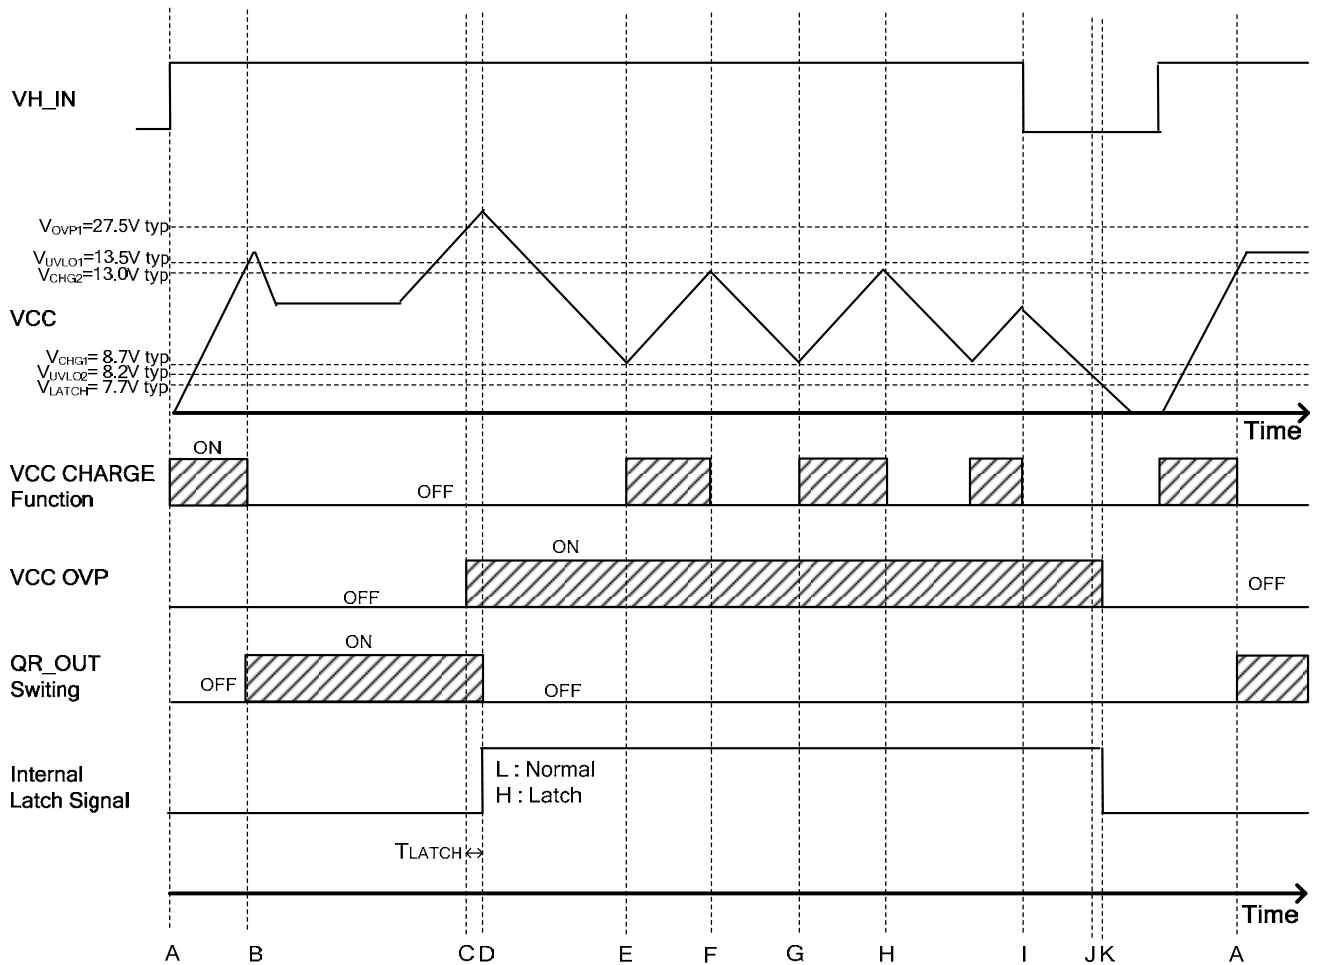 VH_IN
VOVP1=27.5V typ
VUVLO1=13.5V typ
VCHG2=13.0V typ
VCC
VCHG1= 8.7V typ
VUVLO2= 8.2V typ
VLATCH= 7.7V typ
Time
ON
VCC CHARGE
Function
OFF
ON
VCC OVP
OFF
OFF
ON
QR_OUT
Switing
OFF
OFF
Internal
Latch Signal
L : Normal
H : Latch
TLATCH
Time
A B C D E F G H I J K A